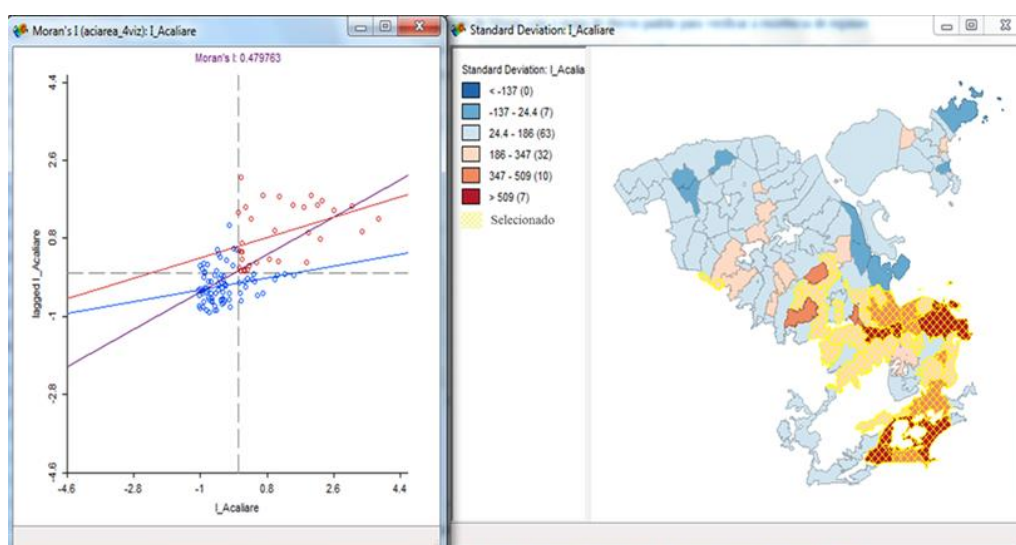 Moran's I (aciarea_4viz): I_Acaliare
Moran's I: 0.479763
4.4
2.6
0.8
-1
-2.8
-4.6
lagged I_Acaliare
-4.6 -2.8 -1 0.8 2.6 4.4
I_Acaliare
Standard Deviation: I_Acaliare
Standard Deviation: I_Acalia
< -137 (0)
-137 - 24.4 (7)
24.4 - 186 (63)
186 - 347 (32)
347 - 509 (10)
> 509 (7)
Selecionado